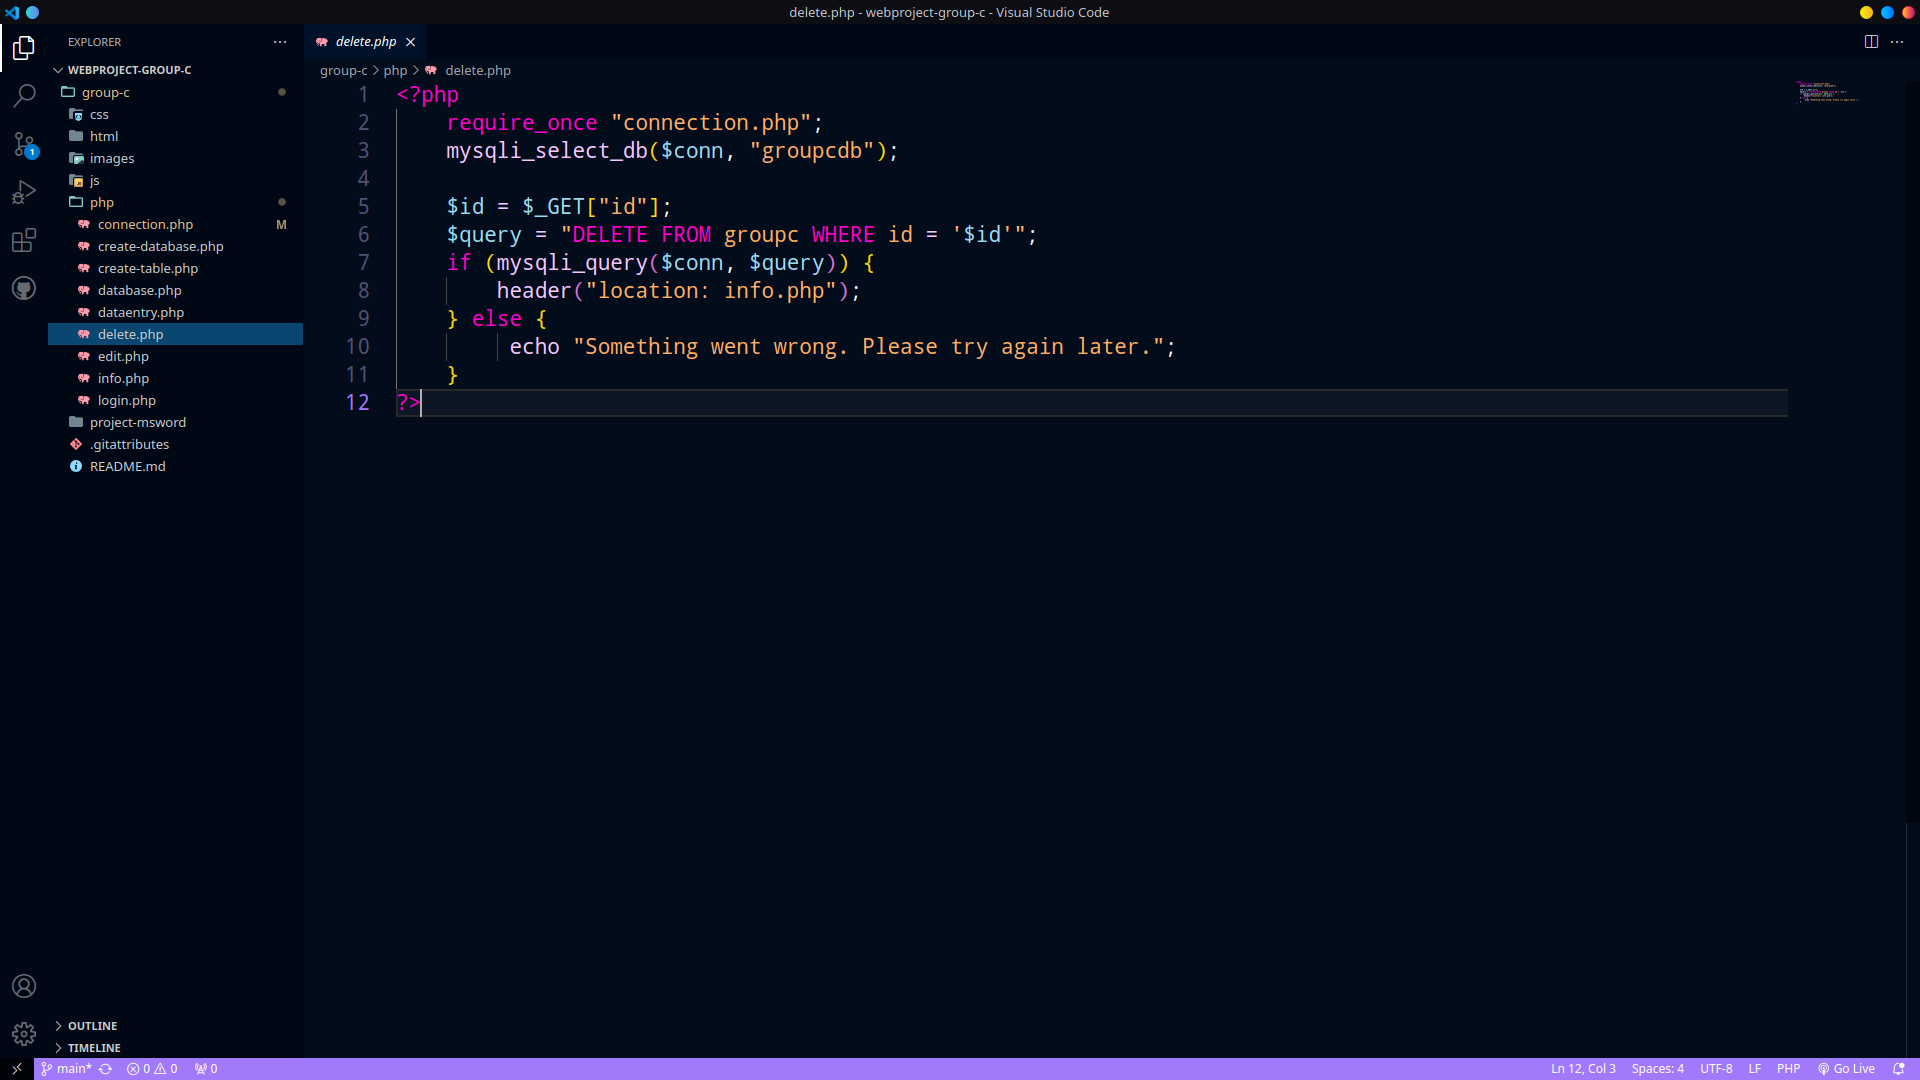 delete.php - webproject-group-c - Visual Studio Code
EXPLORER
WEBPROJECT-GROUP-C
group-c
css
html
images
js
php
connection.php M
create-database.php
create-table.php
database.php
dataentry.php
delete.php
edit.php
info.php
login.php
project-msword
.gitattributes
README.md
OUTLINE
TIMELINE
1
delete.php
group-c > php > delete.php
1 <?php
2 require_once "connection.php";
3 mysqli_select_db($conn, "groupcdb");
4
5 $id = $_GET["id"];
6 $query = "DELETE FROM groupc WHERE id = '$id'";
7 if (mysqli_query($conn, $query)) {
8 header("location: info.php");
9 } else {
10 echo "Something went wrong. Please try again later.";
11 }
12 ?>
main* 0 0 0 Ln 12, Col 3 Spaces: 4 UTF-8 LF PHP Go Live